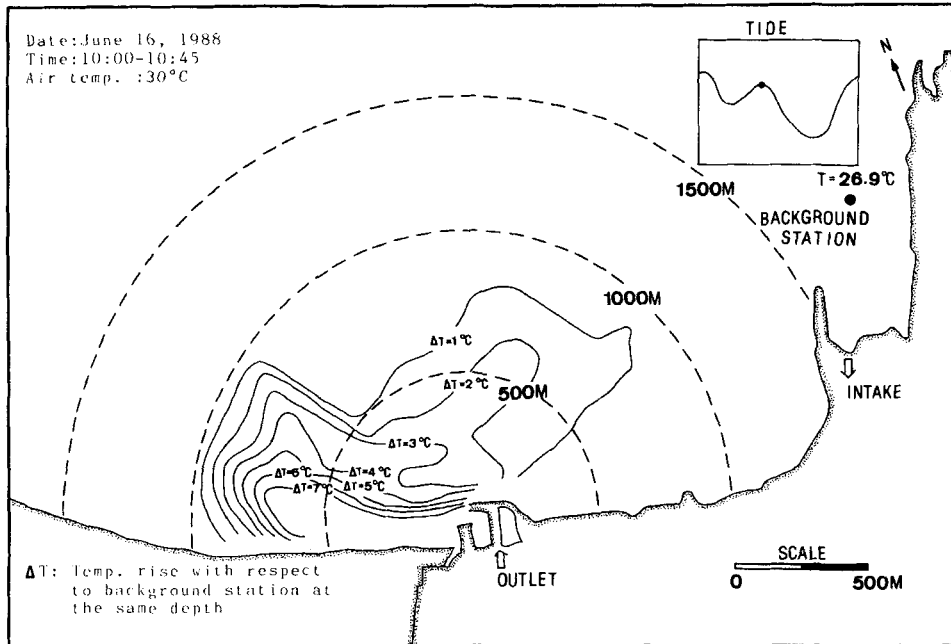 Date:June 16, 1988
Time:10:00-10:45
Air temp. :30°C
TIDE
N
T=26.9°C
BACKGROUND
STATION
1500M
1000M
500M
ΔT=1°C
ΔT=2°C
ΔT=3°C
ΔT=4°C
ΔT=5°C
ΔT=6°C
ΔT=7°C
INTAKE
OUTLET
SCALE
0 500M
ΔT: Temp. rise with respect
to background station at
the same depth